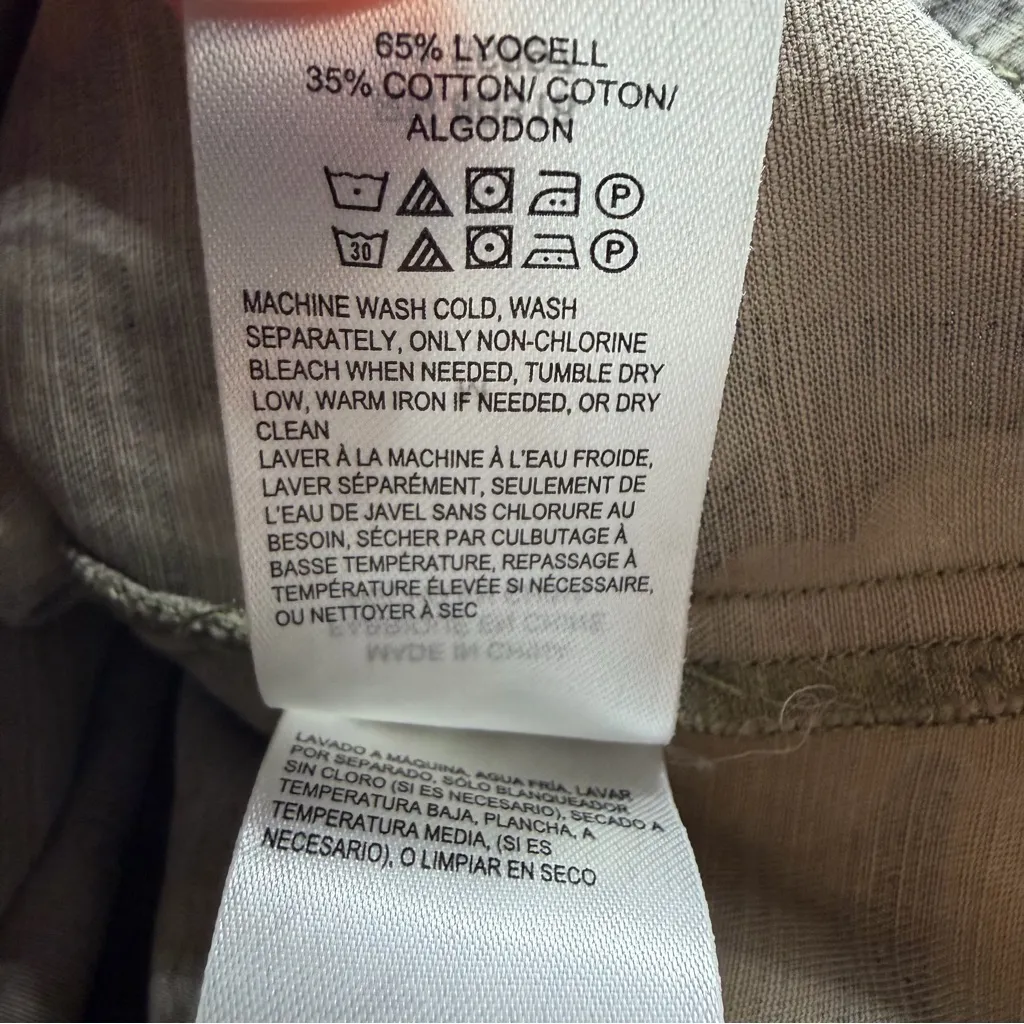 65% LYOCELL
35% COTTON/ COTON/
ALGODON
P
30 P
MACHINE WASH COLD, WASH
SEPARATELY, ONLY NON-CHLORINE
BLEACH WHEN NEEDED, TUMBLE DRY
LOW, WARM IRON IF NEEDED, OR DRY
CLEAN
LAVER À LA MACHINE À L'EAU FROIDE,
LAVER SÉPARÉMENT, SEULEMENT DE
L'EAU DE JAVEL SANS CHLORURE AU
BESOIN, SÉCHER PAR CULBUTAGE À
BASSE TEMPÉRATURE, REPASSAGE À
TEMPÉRATURE ÉLEVÉE SI NÉCESSAIRE,
OU NETTOYER À SEC
LAVADO A MÁQUINA, AGUA FRÍA, LAVAR
POR SEPARADO, SÓLO BLANQUEADOR
SIN CLORO (SI ES NECESARIO), SECADO A
TEMPERATURA BAJA, PLANCHA, A
TEMPERATURA MEDIA, (SI ES
NECESARIO), O LIMPIAR EN SECO